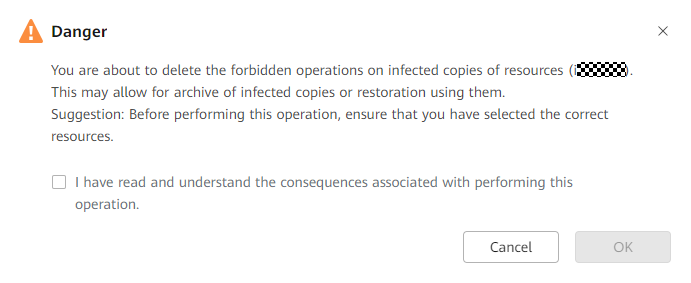 Danger
You are about to delete the forbidden operations on infected copies of resources ( ).
This may allow for archive of infected copies or restoration using them.
Suggestion: Before performing this operation, ensure that you have selected the correct
resources.
I have read and understand the consequences associated with performing this
operation.
Cancel
OK